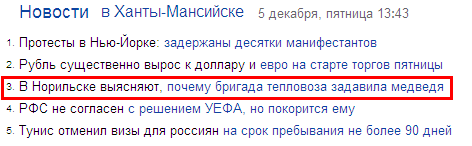 Новости в Ханты-Мансийске 5 декабря, пятница 13:43
1. Протесты в Нью-Йорке: задержаны десятки манифестантов
2. Рубль существенно вырос к доллару и евро на старте торгов пятницы
3. В Норильске выясняют, почему бригада тепловоза задавила медведя
4. РФС не согласен с решением УЕФА, но покорится ему
5. Тунис отменил визы для россиян на срок пребывания не более 90 дней